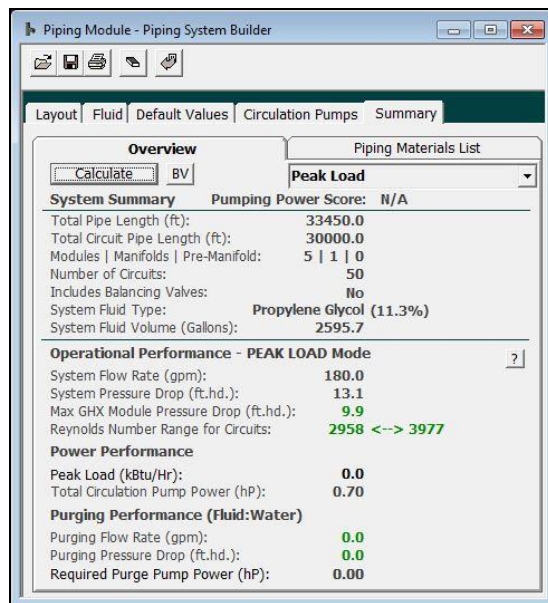 Piping Module - Piping System Builder
Layout Fluid Default Values Circulation Pumps Summary
Overview Piping Materials List
Calculate BV Peak Load
System Summary Pumping Power Score: N/A
Total Pipe Length (ft): 33450.0
Total Circuit Pipe Length (ft): 30000.0
Modules | Manifolds | Pre-Manifold: 5 | 1 | 0
Number of Circuits: 50
Includes Balancing Valves: No
System Fluid Type: Propylene Glycol (11.3%)
System Fluid Volume (Gallons): 2595.7
Operational Performance - PEAK LOAD Mode ?
System Flow Rate (gpm): 180.0
System Pressure Drop (ft.hd.): 13.1
Max GHX Module Pressure Drop (ft.hd.): 9.9
Reynolds Number Range for Circuits: 2958 <--> 3977
Power Performance
Peak Load (kBtu/Hr): 0.0
Total Circulation Pump Power (hP): 0.70
Purging Performance (Fluid:Water)
Purging Flow Rate (gpm): 0.0
Purging Pressure Drop (ft.hd.): 0.0
Required Purge Pump Power (hP): 0.00